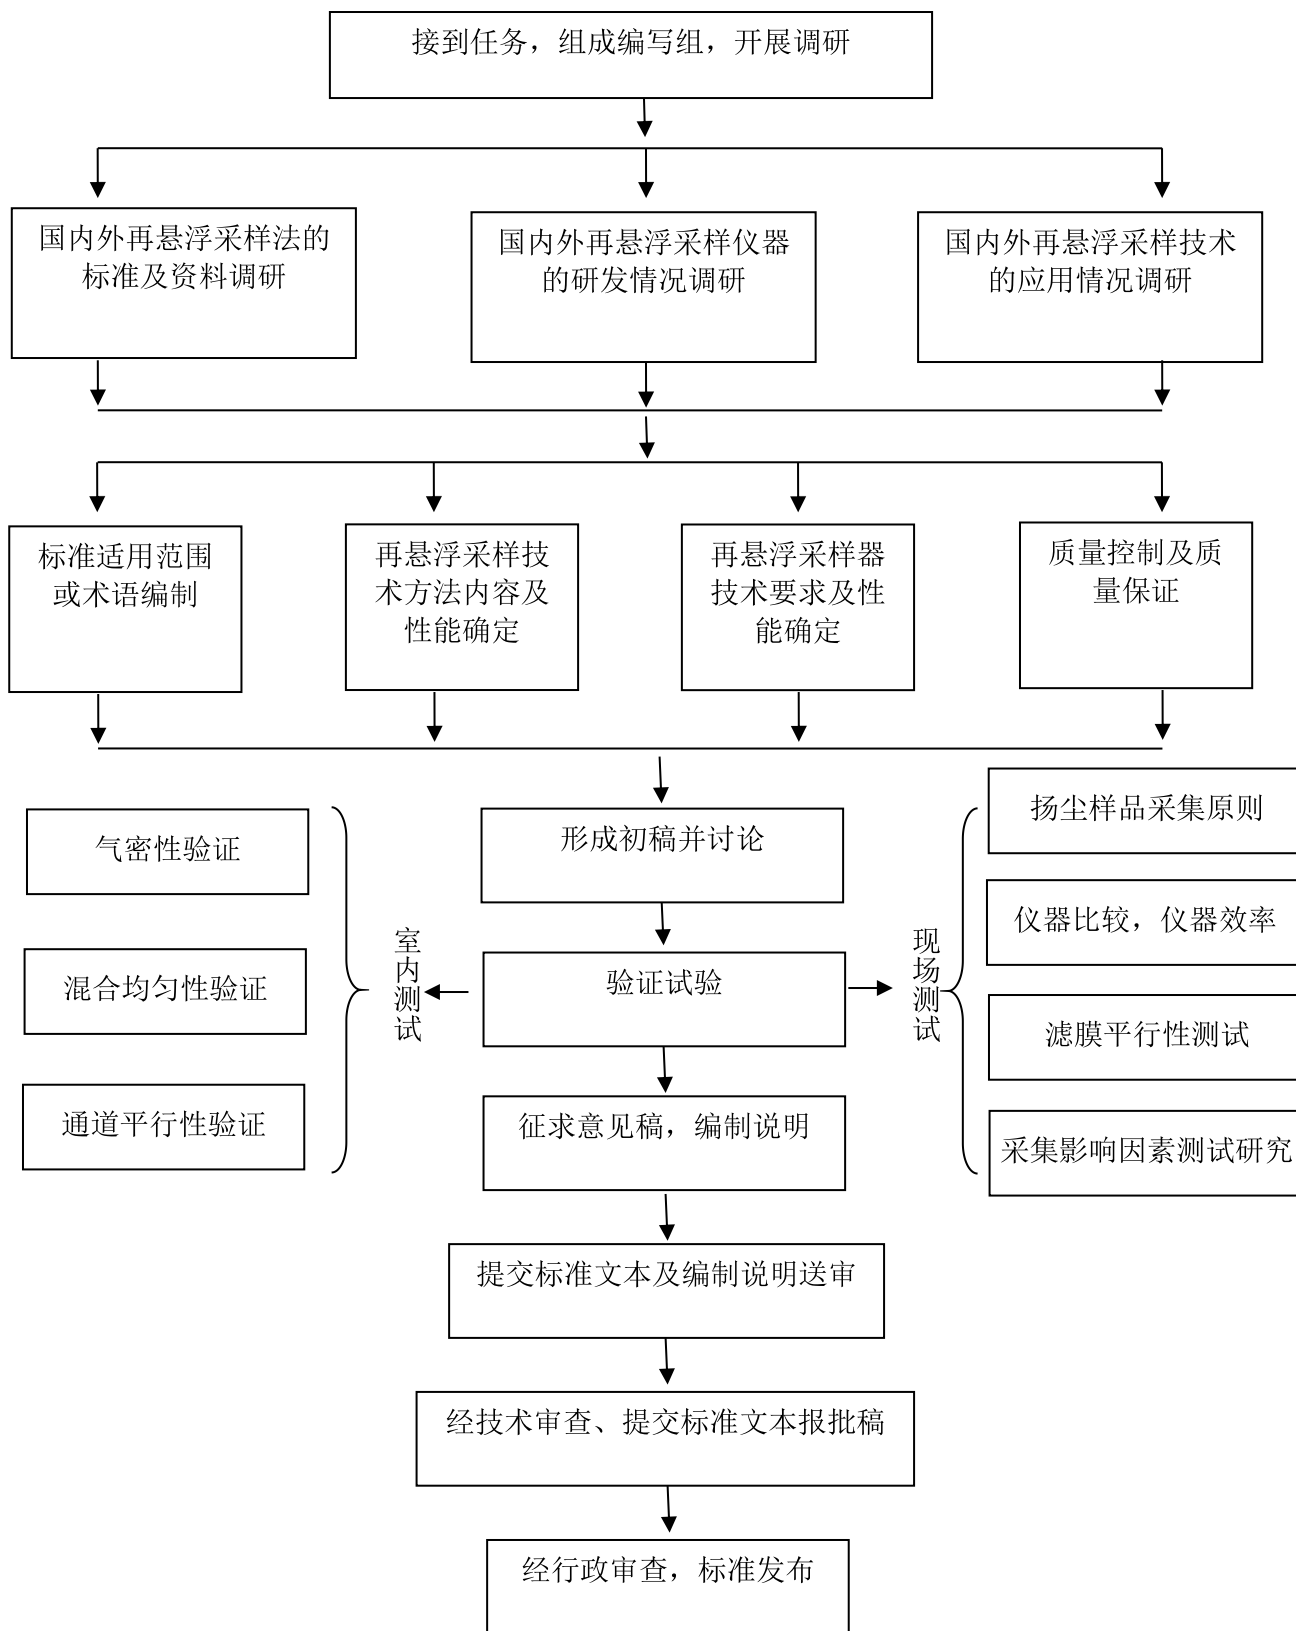 接到任务，组成编写组，开展调研
国内外再悬浮采样法的
标准及资料调研
国内外再悬浮采样仪器
的研发情况调研
国内外再悬浮采样技术
的应用情况调研
标准适用范围
或术语编制
再悬浮采样技
术方法内容及
性能确定
再悬浮采样器
技术要求及性
能确定
质量控制及质
量保证
形成初稿并讨论
气密性验证
混合均匀性验证
通道平行性验证
室内测试
验证试验
现场测试
扬尘样品采集原则
仪器比较，仪器效率
滤膜平行性测试
采集影响因素测试研究
征求意见稿，编制说明
提交标准文本及编制说明送审
经技术审查、提交标准文本报批稿
经行政审查，标准发布